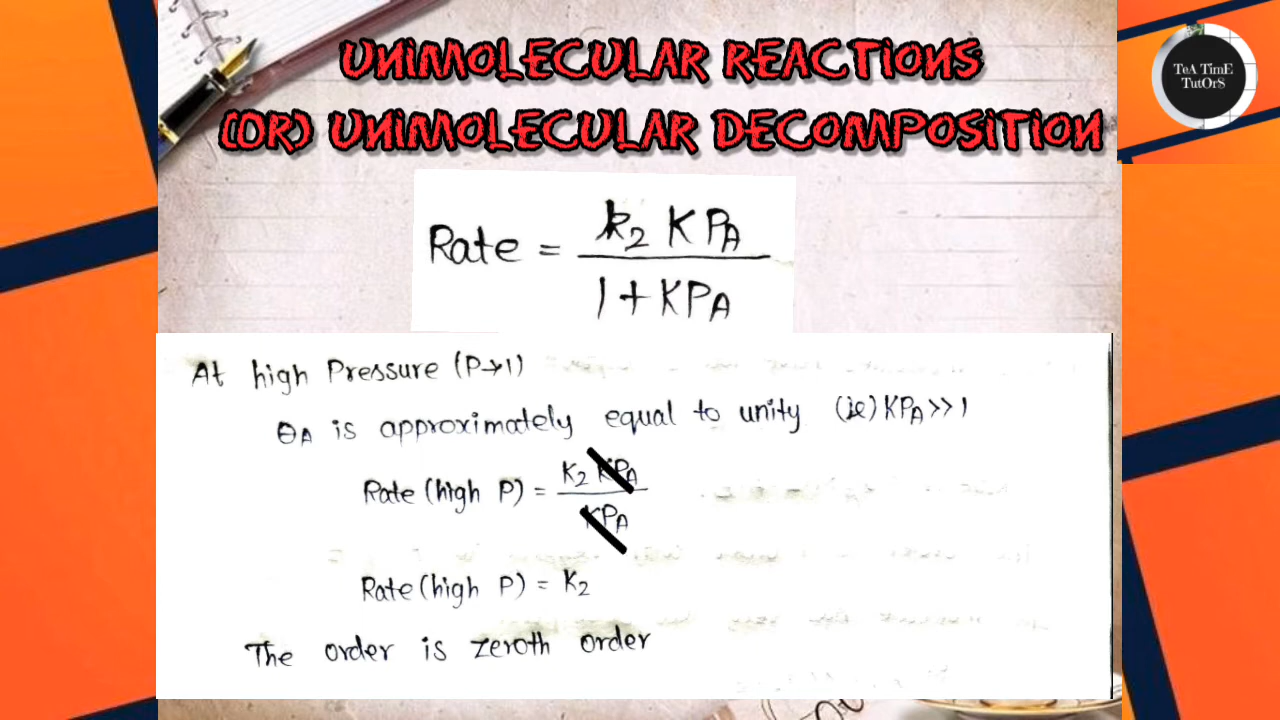 UNIMOLECULAR REACTIONS
(OR) UNIMOLECULAR DECOMPOSITION
TeA TimE
TutOrS
Rate = k₂ KPA / 1 + KPA
At high Pressure (P→1)
θA is approximately equal to unity (ie) KPA >> 1
Rate (high P) = K₂ KPA / KPA
Rate (high P) = K₂
The order is zeroth order